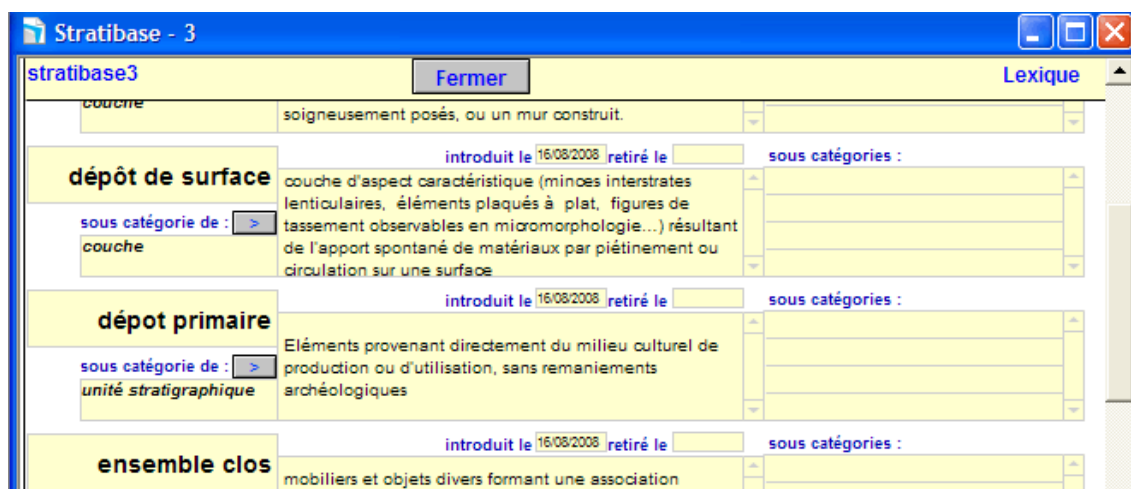 Stratibase - 3
stratibase3 Fermer Lexique
couche
soigneusement posés, ou un mur construit.
introduit le 16/08/2008 retiré le sous catégories :
dépôt de surface
couche d'aspect caractéristique (minces interstrates
lenticulaires, éléments plaqués à plat, figures de
tassement observables en micromorphologie...) résultant
de l'apport spontané de matériaux par piétinement ou
circulation sur une surface
sous catégorie de : >
couche
introduit le 16/08/2008 retiré le sous catégories :
dépot primaire
Eléments provenant directement du milieu culturel de
production ou d'utilisation, sans remaniements
archéologiques
sous catégorie de : >
unité stratigraphique
introduit le 16/08/2008 retiré le sous catégories :
ensemble clos
mobiliers et objets divers formant une association